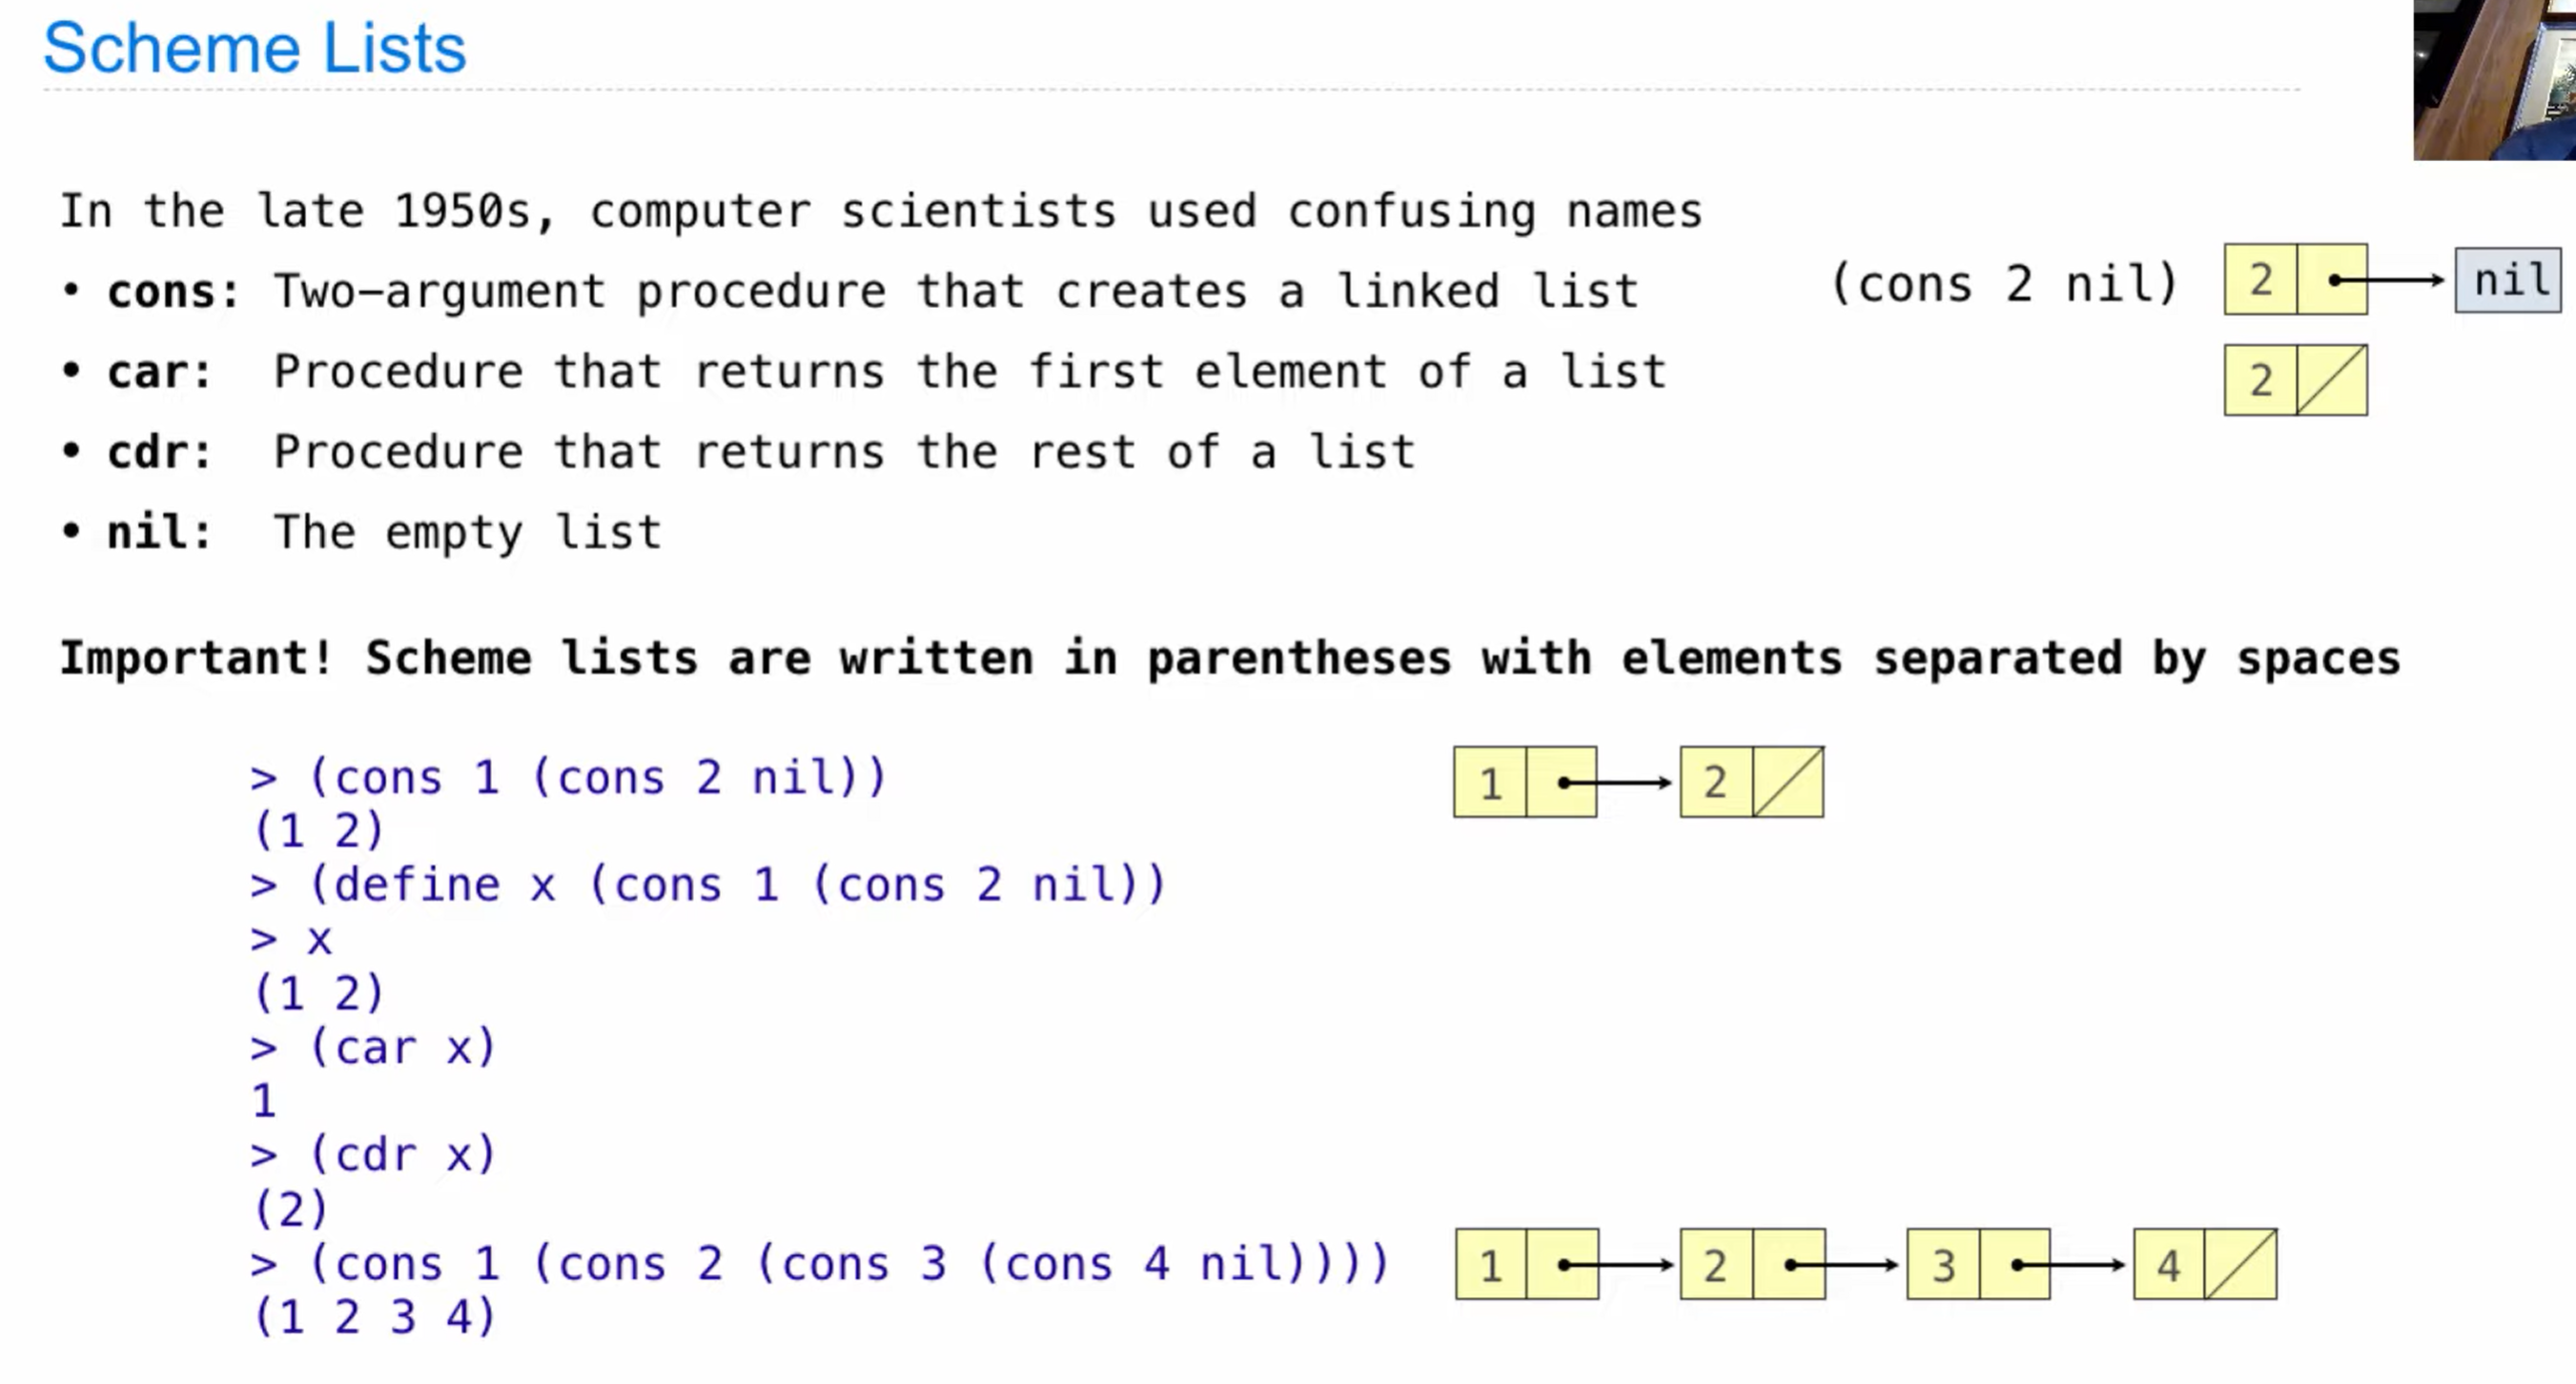 Scheme Lists
In the late 1950s, computer scientists used confusing names
• cons: Two-argument procedure that creates a linked list
(cons 2 nil) 2 nil
• car: Procedure that returns the first element of a list
2
• cdr: Procedure that returns the rest of a list
• nil: The empty list
Important! Scheme lists are written in parentheses with elements separated by spaces
> (cons 1 (cons 2 nil))
1 2
(1 2)
> (define x (cons 1 (cons 2 nil))
> x
(1 2)
> (car x)
1
> (cdr x)
(2)
> (cons 1 (cons 2 (cons 3 (cons 4 nil))))
1 2 3 4
(1 2 3 4)